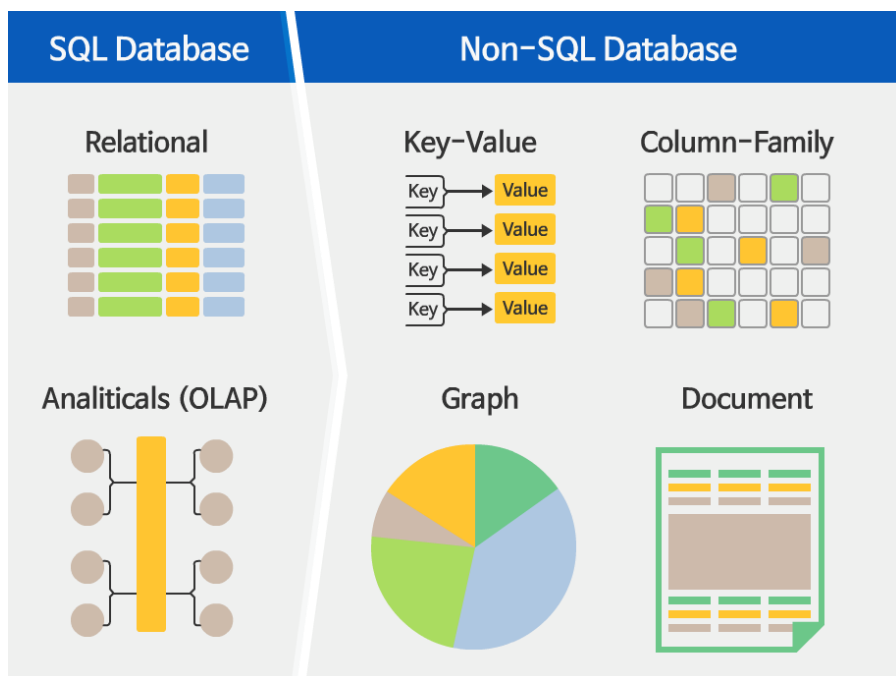 SQL Database
Non-SQL Database
Relational
Key-Value
Column-Family
Key Value
Key Value
Key Value
Key Value
Analiticals (OLAP)
Graph
Document